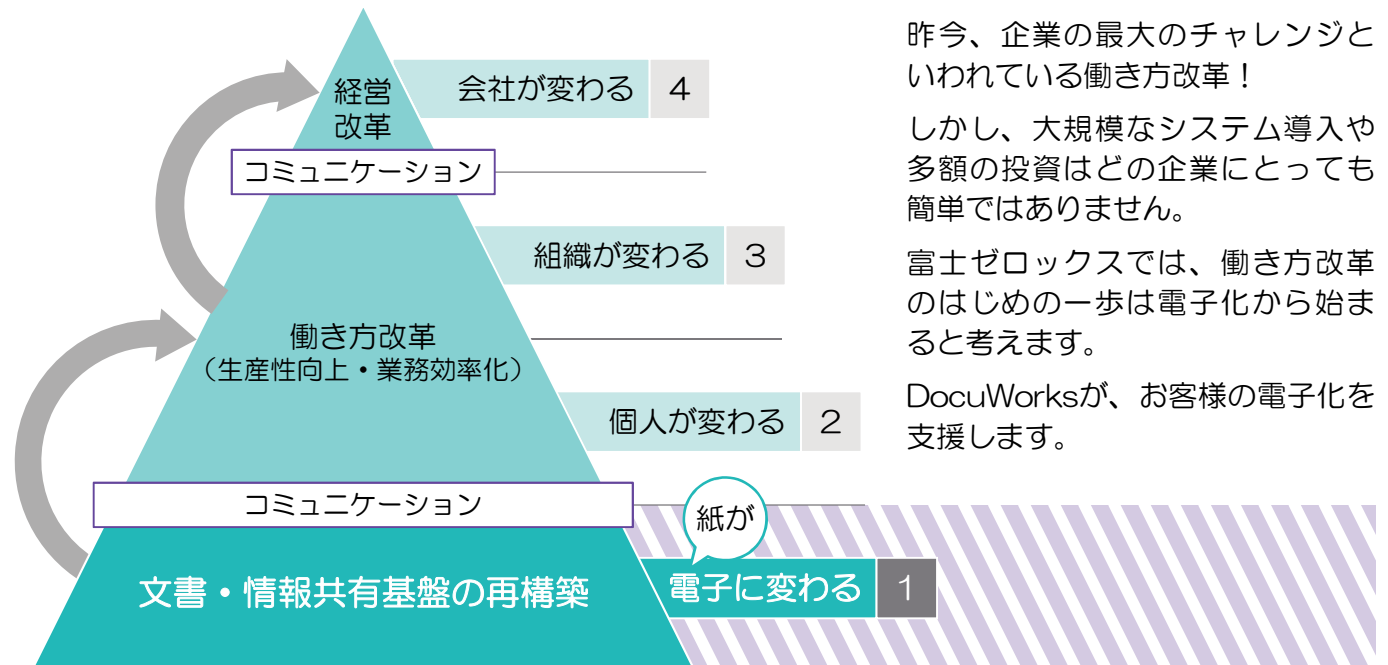 経営
改革
会社が変わる 4
コミュニケーション
組織が変わる 3
働き方改革
（生産性向上・業務効率化）
個人が変わる 2
コミュニケーション
紙が
文書・情報共有基盤の再構築
電子に変わる 1
昨今、企業の最大のチャレンジと
いわれている働き方改革！
しかし、大規模なシステム導入や
多額の投資はどの企業にとっても
簡単ではありません。
富士ゼロックスでは、働き方改革
のはじめの一歩は電子化から始ま
ると考えます。
DocuWorksが、お客様の電子化を
支援します。